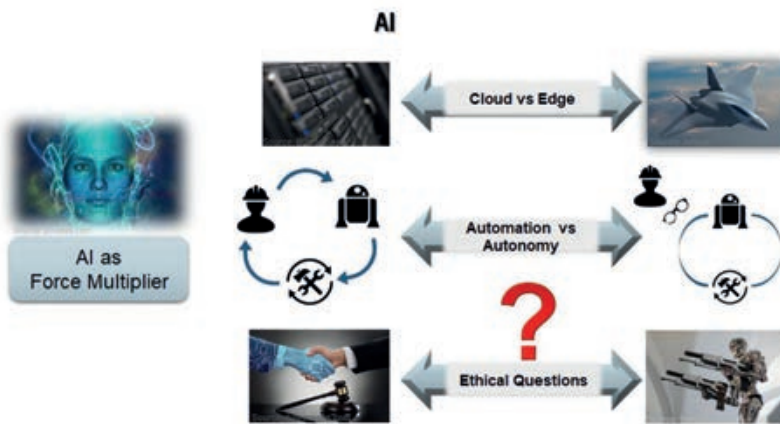 AI
Cloud vs Edge
AI as
Force Multiplier
Automation vs
Autonomy
?
Ethical Questions